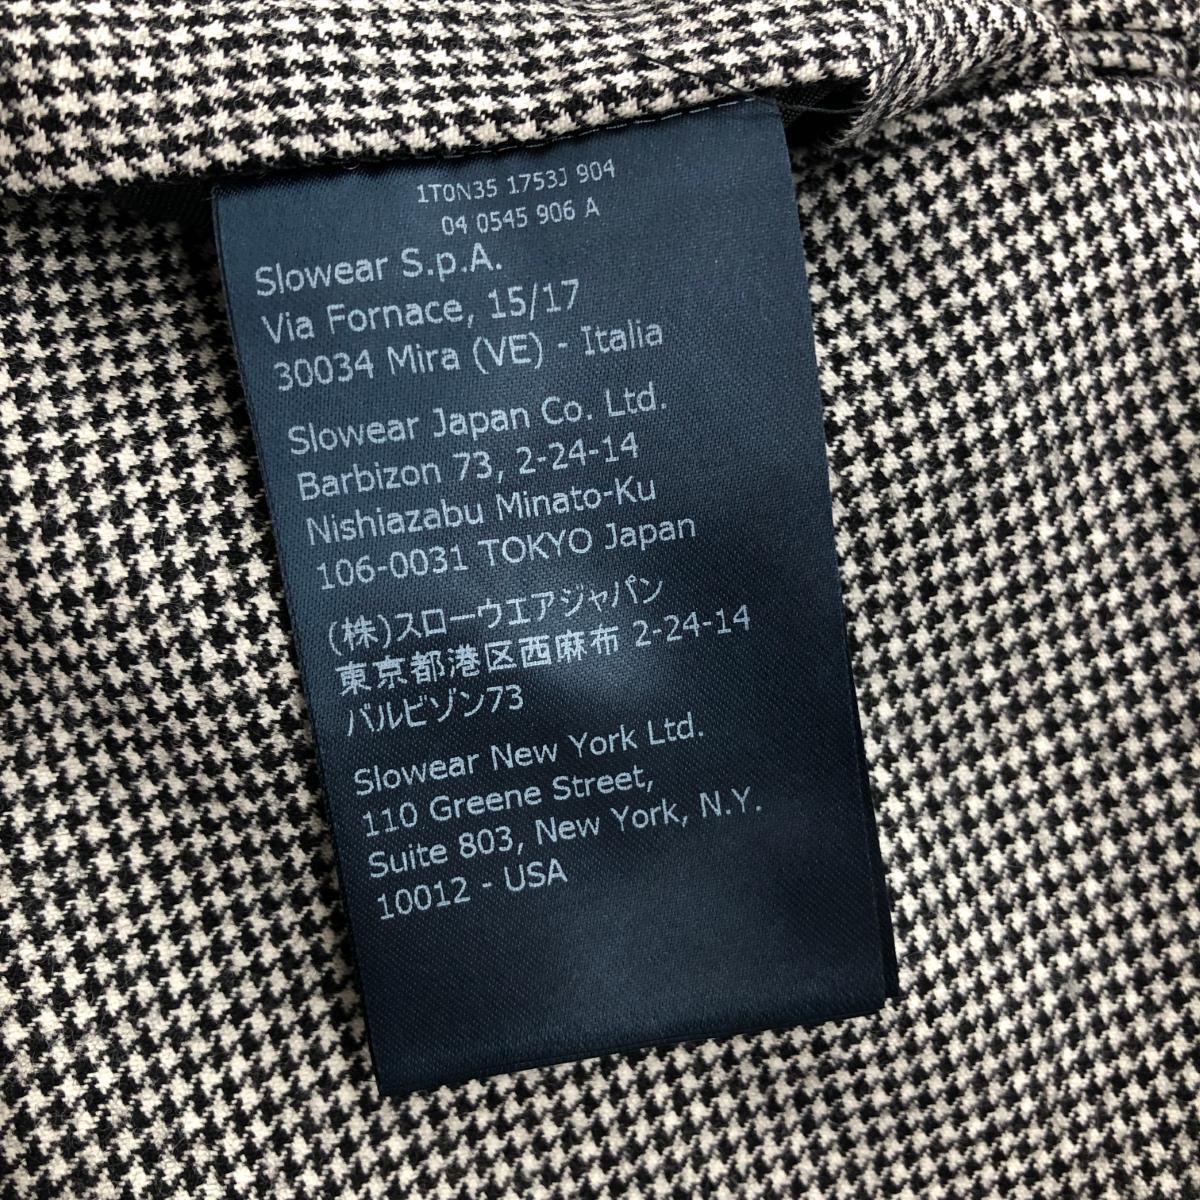 1T0N35 1753J 904
04 0545 906 A
Slowear S.p.A.
Via Fornace, 15/17
30034 Mira (VE) - Italia
Slowear Japan Co. Ltd.
Barbizon 73, 2-24-14
Nishiazabu Minato-Ku
106-0031 TOKYO Japan
(株)スローウエアジャパン
東京都港区西麻布 2-24-14
バルビゾン73
Slowear New York Ltd.
110 Greene Street,
Suite 803, New York, N.Y.
10012 - USA